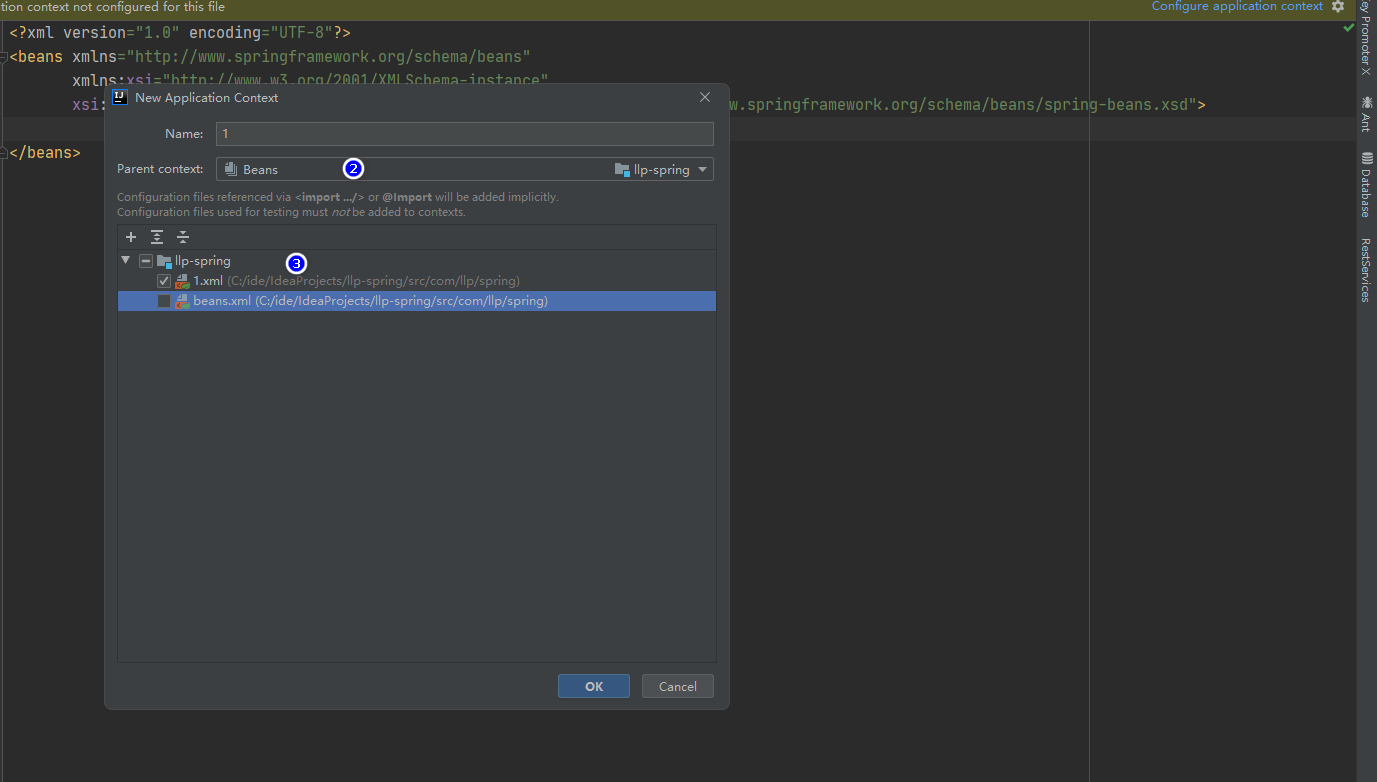 tion context not configured for this file
Configure application context
<?xml version="1.0" encoding="UTF-8"?>
<beans xmlns="http://www.springframework.org/schema/beans"
xmlns:xsi="http://www.w3.org/2001/XMLSchema-instance"
xsi:
w.springframework.org/schema/beans/spring-beans.xsd">
</beans>
New Application Context
Name: 1
Parent context: Beans 2 llp-spring
Configuration files referenced via <import .../> or @Import will be added implicitly.
Configuration files used for testing must not be added to contexts.
llp-spring 3
1.xml (C:/ide/IdeaProjects/llp-spring/src/com/llp/spring)
beans.xml (C:/ide/IdeaProjects/llp-spring/src/com/llp/spring)
OK
Cancel
ey Promoter X
Ant
Database
RestServices